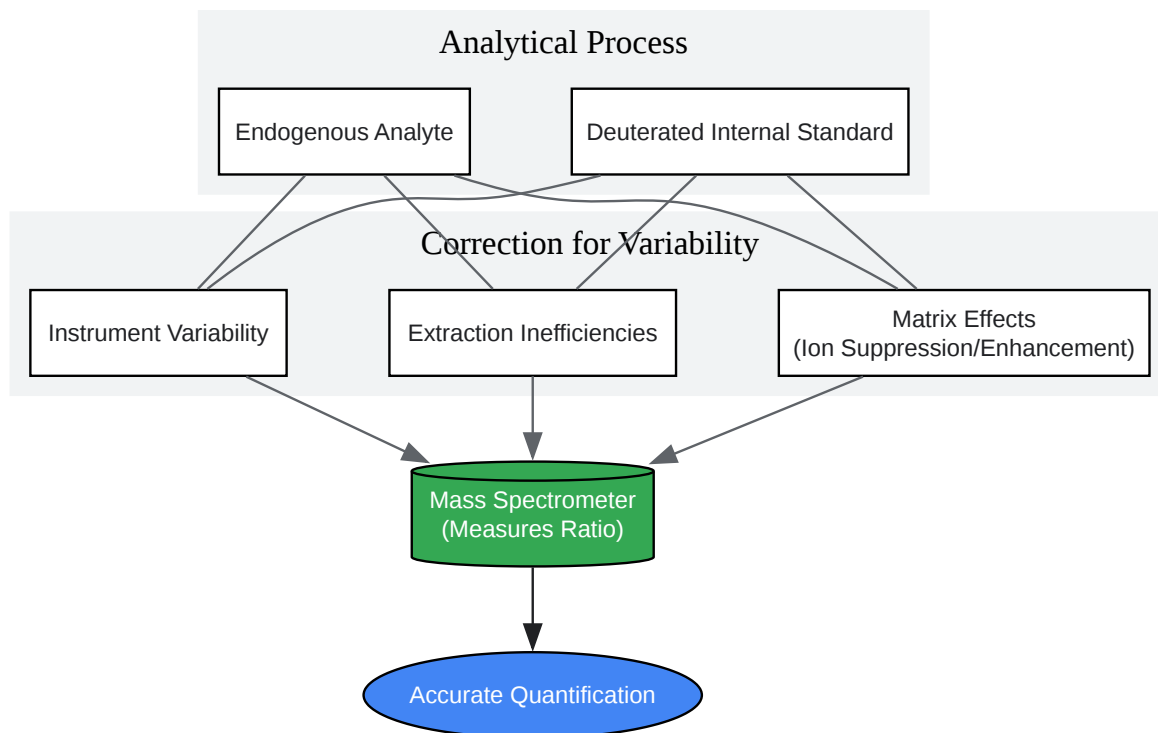 Analytical Process
Endogenous Analyte
Deuterated Internal Standard
Correction for Variability
Instrument Variability
Extraction Inefficiencies
Matrix Effects
(Ion Suppression/Enhancement)
Mass Spectrometer
(Measures Ratio)
Accurate Quantification